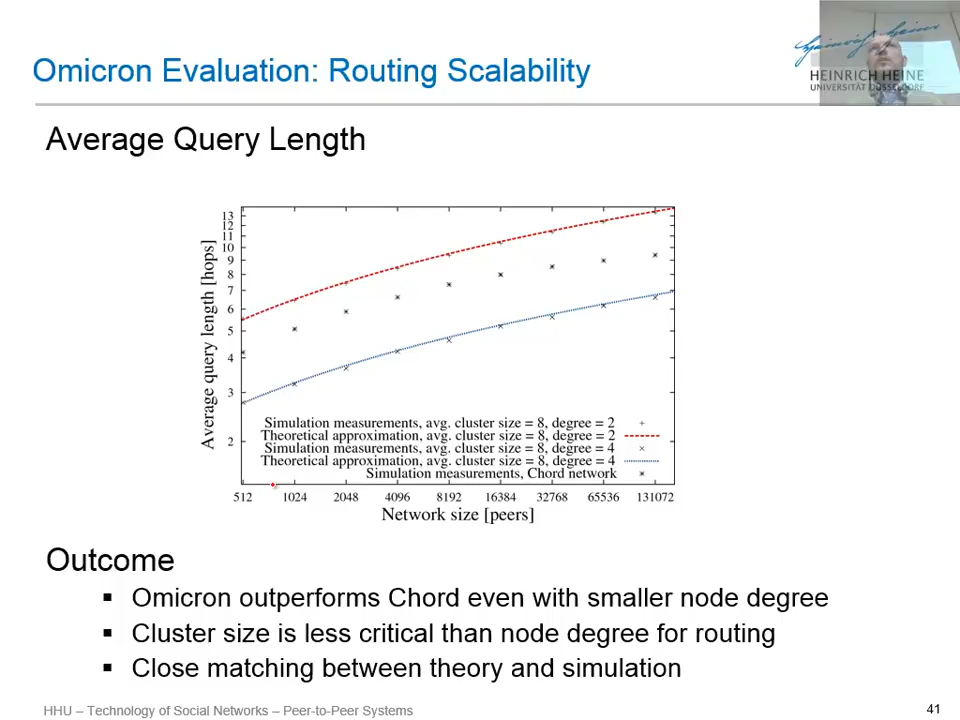 Omicron Evaluation: Routing Scalability
Heinrich Heine
HEINRICH HEINE
UNIVERSITÄT DÜSSELDORF
Average Query Length
Average query length [hops]
13
12
11
10
9
8
7
6
5
4
3
2
Simulation measurements, avg. cluster size = 8, degree = 2
Theoretical approximation, avg. cluster size = 8, degree = 2
Simulation measurements, avg. cluster size = 8, degree = 4
Theoretical approximation, avg. cluster size = 8, degree = 4
Simulation measurements, Chord network
512 1024 2048 4096 8192 16384 32768 65536 131072
Network size [peers]
Outcome
▪ Omicron outperforms Chord even with smaller node degree
▪ Cluster size is less critical than node degree for routing
▪ Close matching between theory and simulation
HHU – Technology of Social Networks – Peer-to-Peer Systems
41